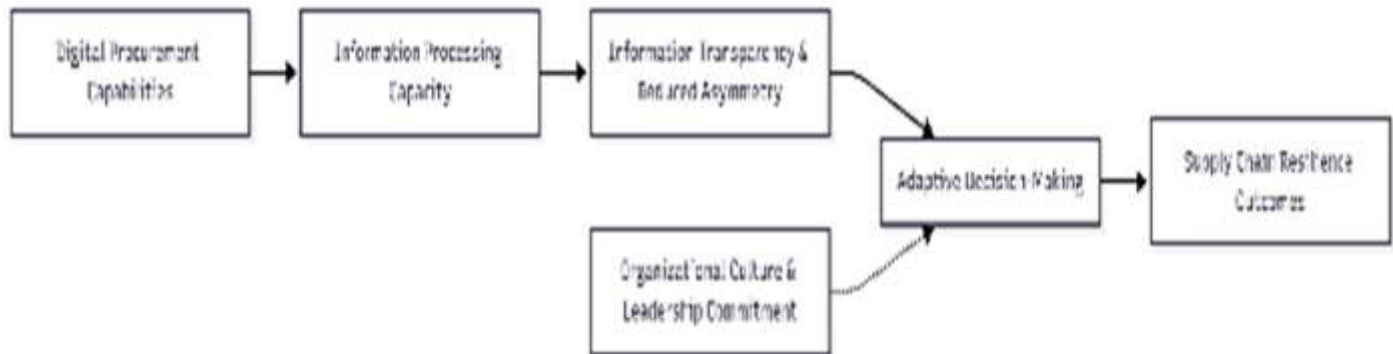 Digital Procurement
Capabilities
Information Processing
Capacity
Information Transparency &
Reduced Asymmetry
Adaptive Decision-Making
Supply Chain Resilience
Outcomes
Organizational Culture &
Leadership Commitment